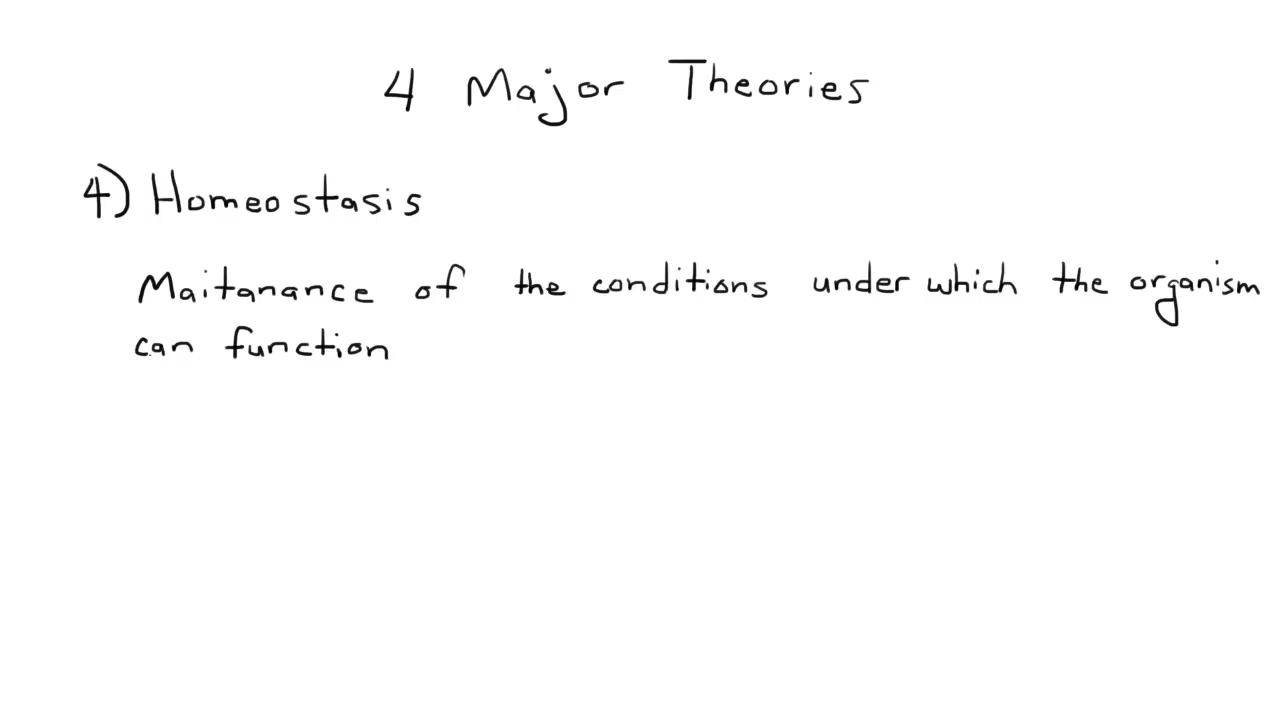 4 Major Theories
4) Homeostasis
Maitanance of the conditions under which the organism
can function